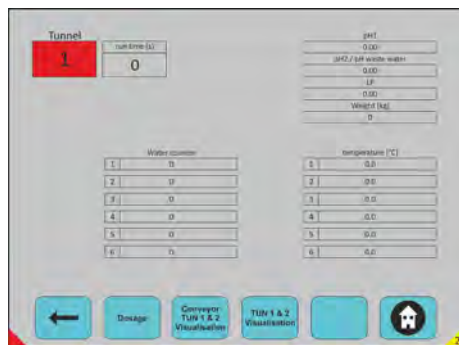 Tunnel
1
run time (s)
0
pH1
0.00
pH2 / pH waste water
0.00
LF
0.00
Weight [kg]
0
Water counter
1 0
2 0
3 0
4 0
5 0
6 0
temperature [°C]
1 0.0
2 0.0
3 0.0
4 0.0
5 0.0
6 0.0
Dosage
Conveyor
TUN 1 & 2
Visualisation
TUN 1 & 2
Visualisation
2